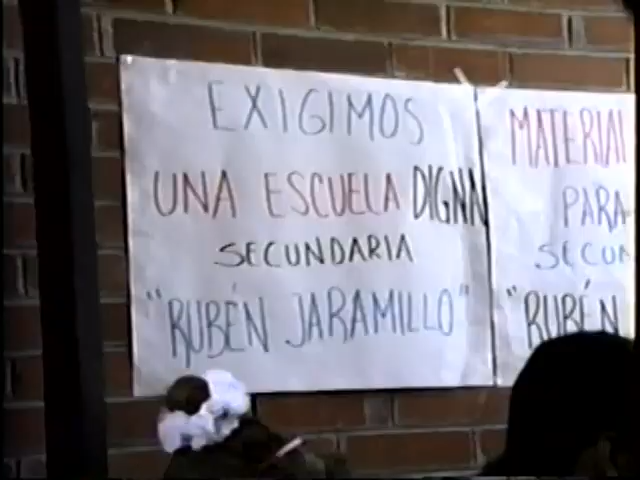 EXIGIMOS
UNA ESCUELA DIGNA
SECUNDARIA
"RUBÉN JARAMILLO"
MATERIAL
PARA
"RUBÉN